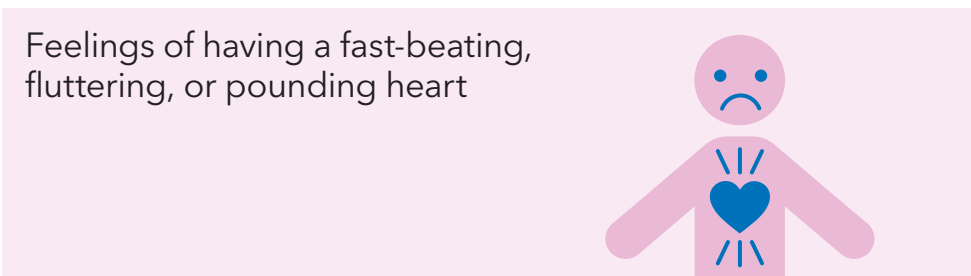 Feelings of having a fast-beating,
fluttering, or pounding heart